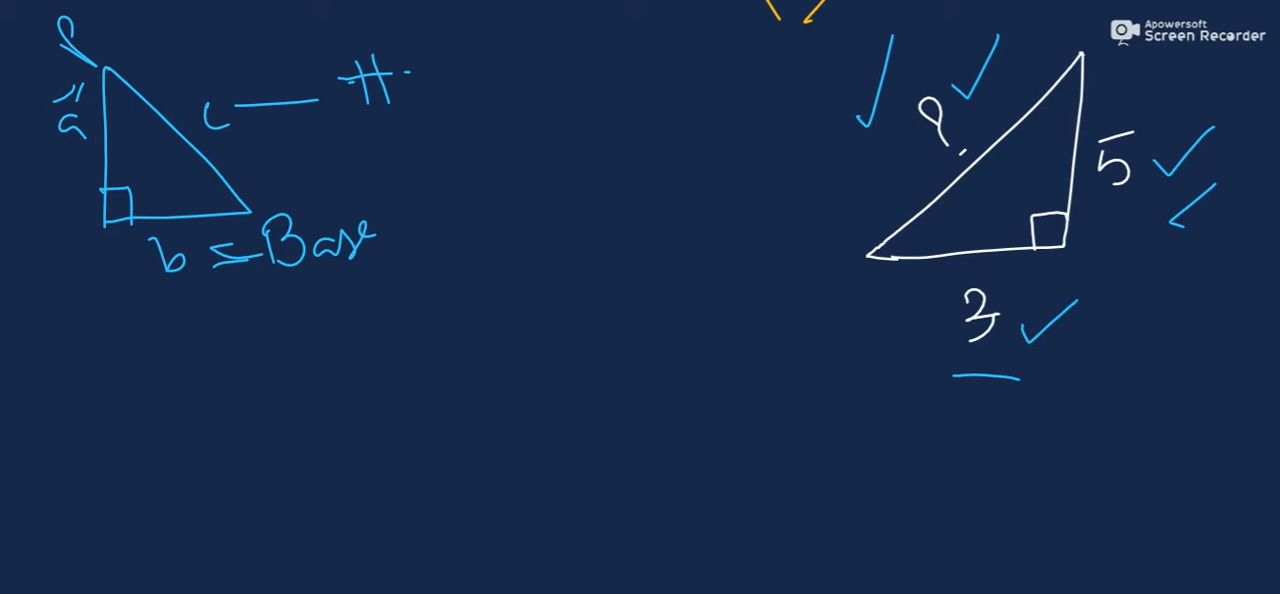 Apowersoft
Screen Recorder
a
c — H
b = Base
?
5
3